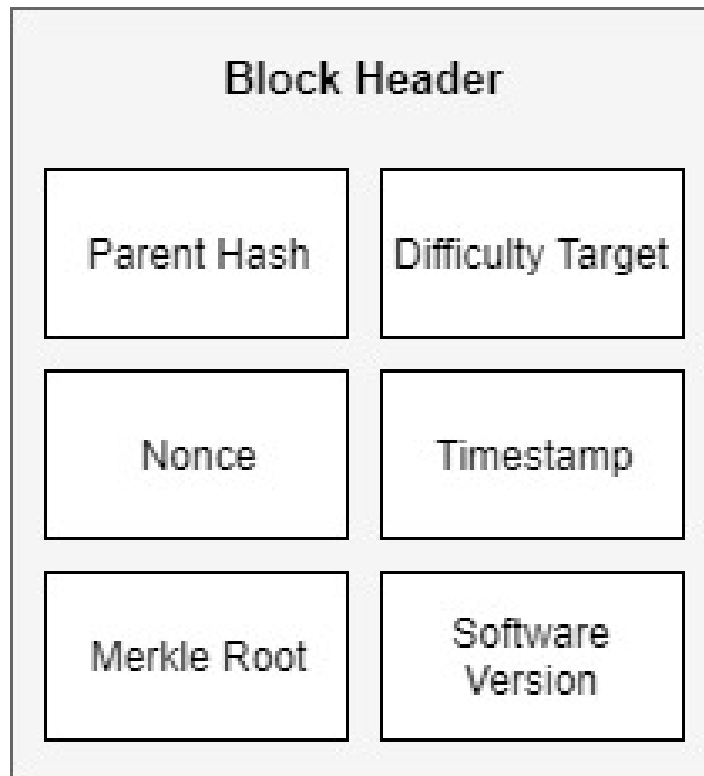 Block Header
Parent Hash
Difficulty Target
Nonce
Timestamp
Merkle Root
Software
Version